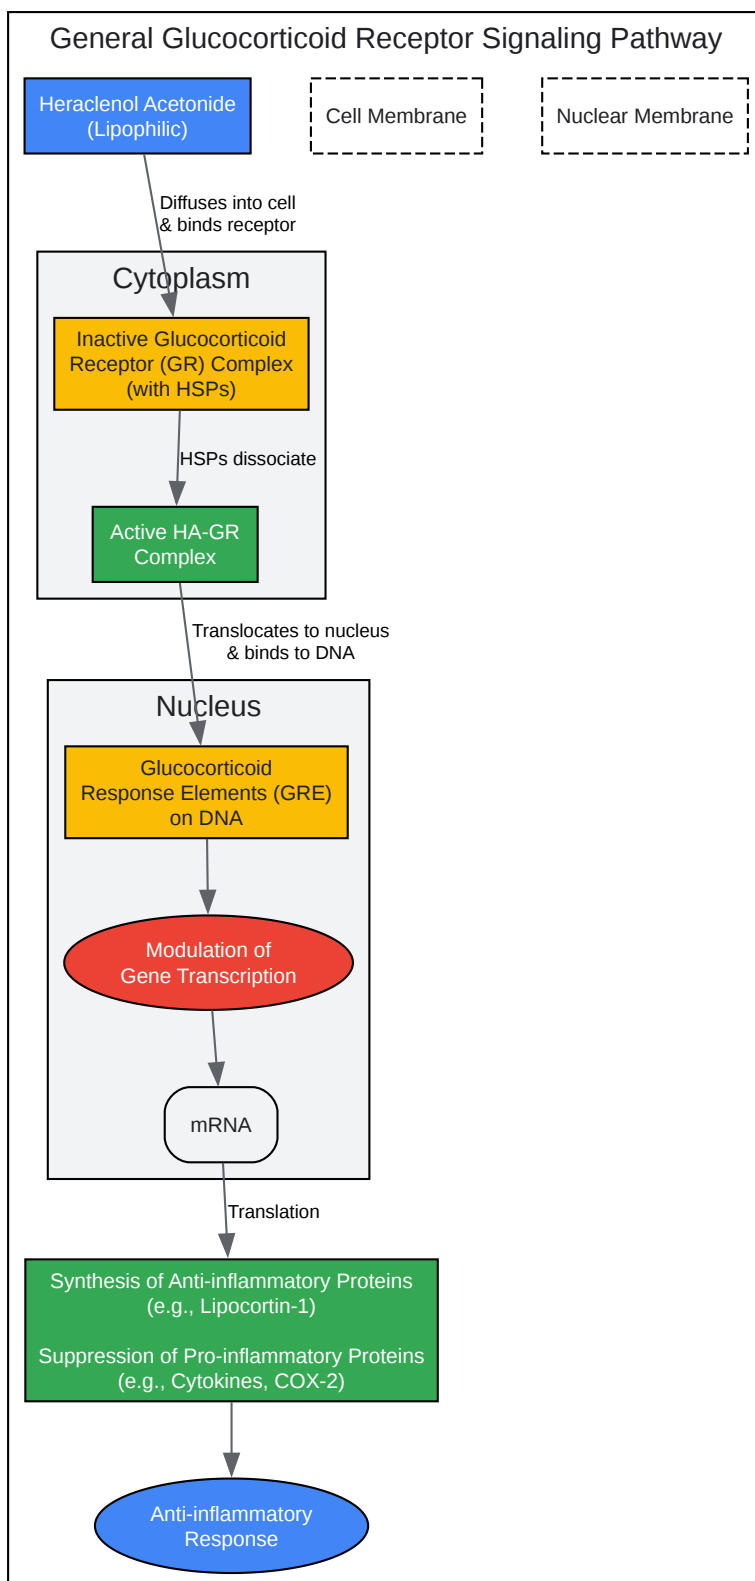 General Glucocorticoid Receptor Signaling Pathway
Heraclenol Acetonide
(Lipophilic)
Cell Membrane
Nuclear Membrane
Diffuses into cell
& binds receptor
Cytoplasm
Inactive Glucocorticoid
Receptor (GR) Complex
(with HSPs)
HSPs dissociate
Active HA-GR
Complex
Translocates to nucleus
& binds to DNA
Nucleus
Glucocorticoid
Response Elements (GRE)
on DNA
Modulation of
Gene Transcription
mRNA
Translation
Synthesis of Anti-inflammatory Proteins
(e.g., Lipocortin-1)
Suppression of Pro-inflammatory Proteins
(e.g., Cytokines, COX-2)
Anti-inflammatory
Response